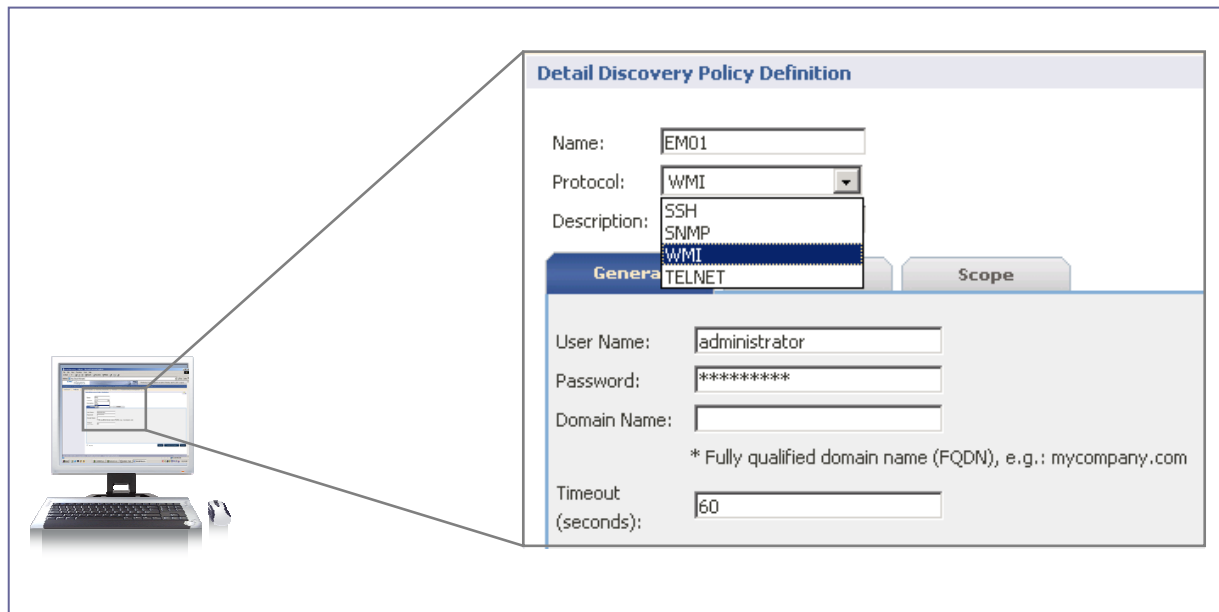 Detail Discovery Policy Definition
Name: EM01
Protocol: WMI
Description:
SSH
SNMP
WMI
TELNET
Scope
User Name: administrator
Password: *********
Domain Name:
* Fully qualified domain name (FQDN), e.g.: mycompany.com
Timeout
(seconds): 60